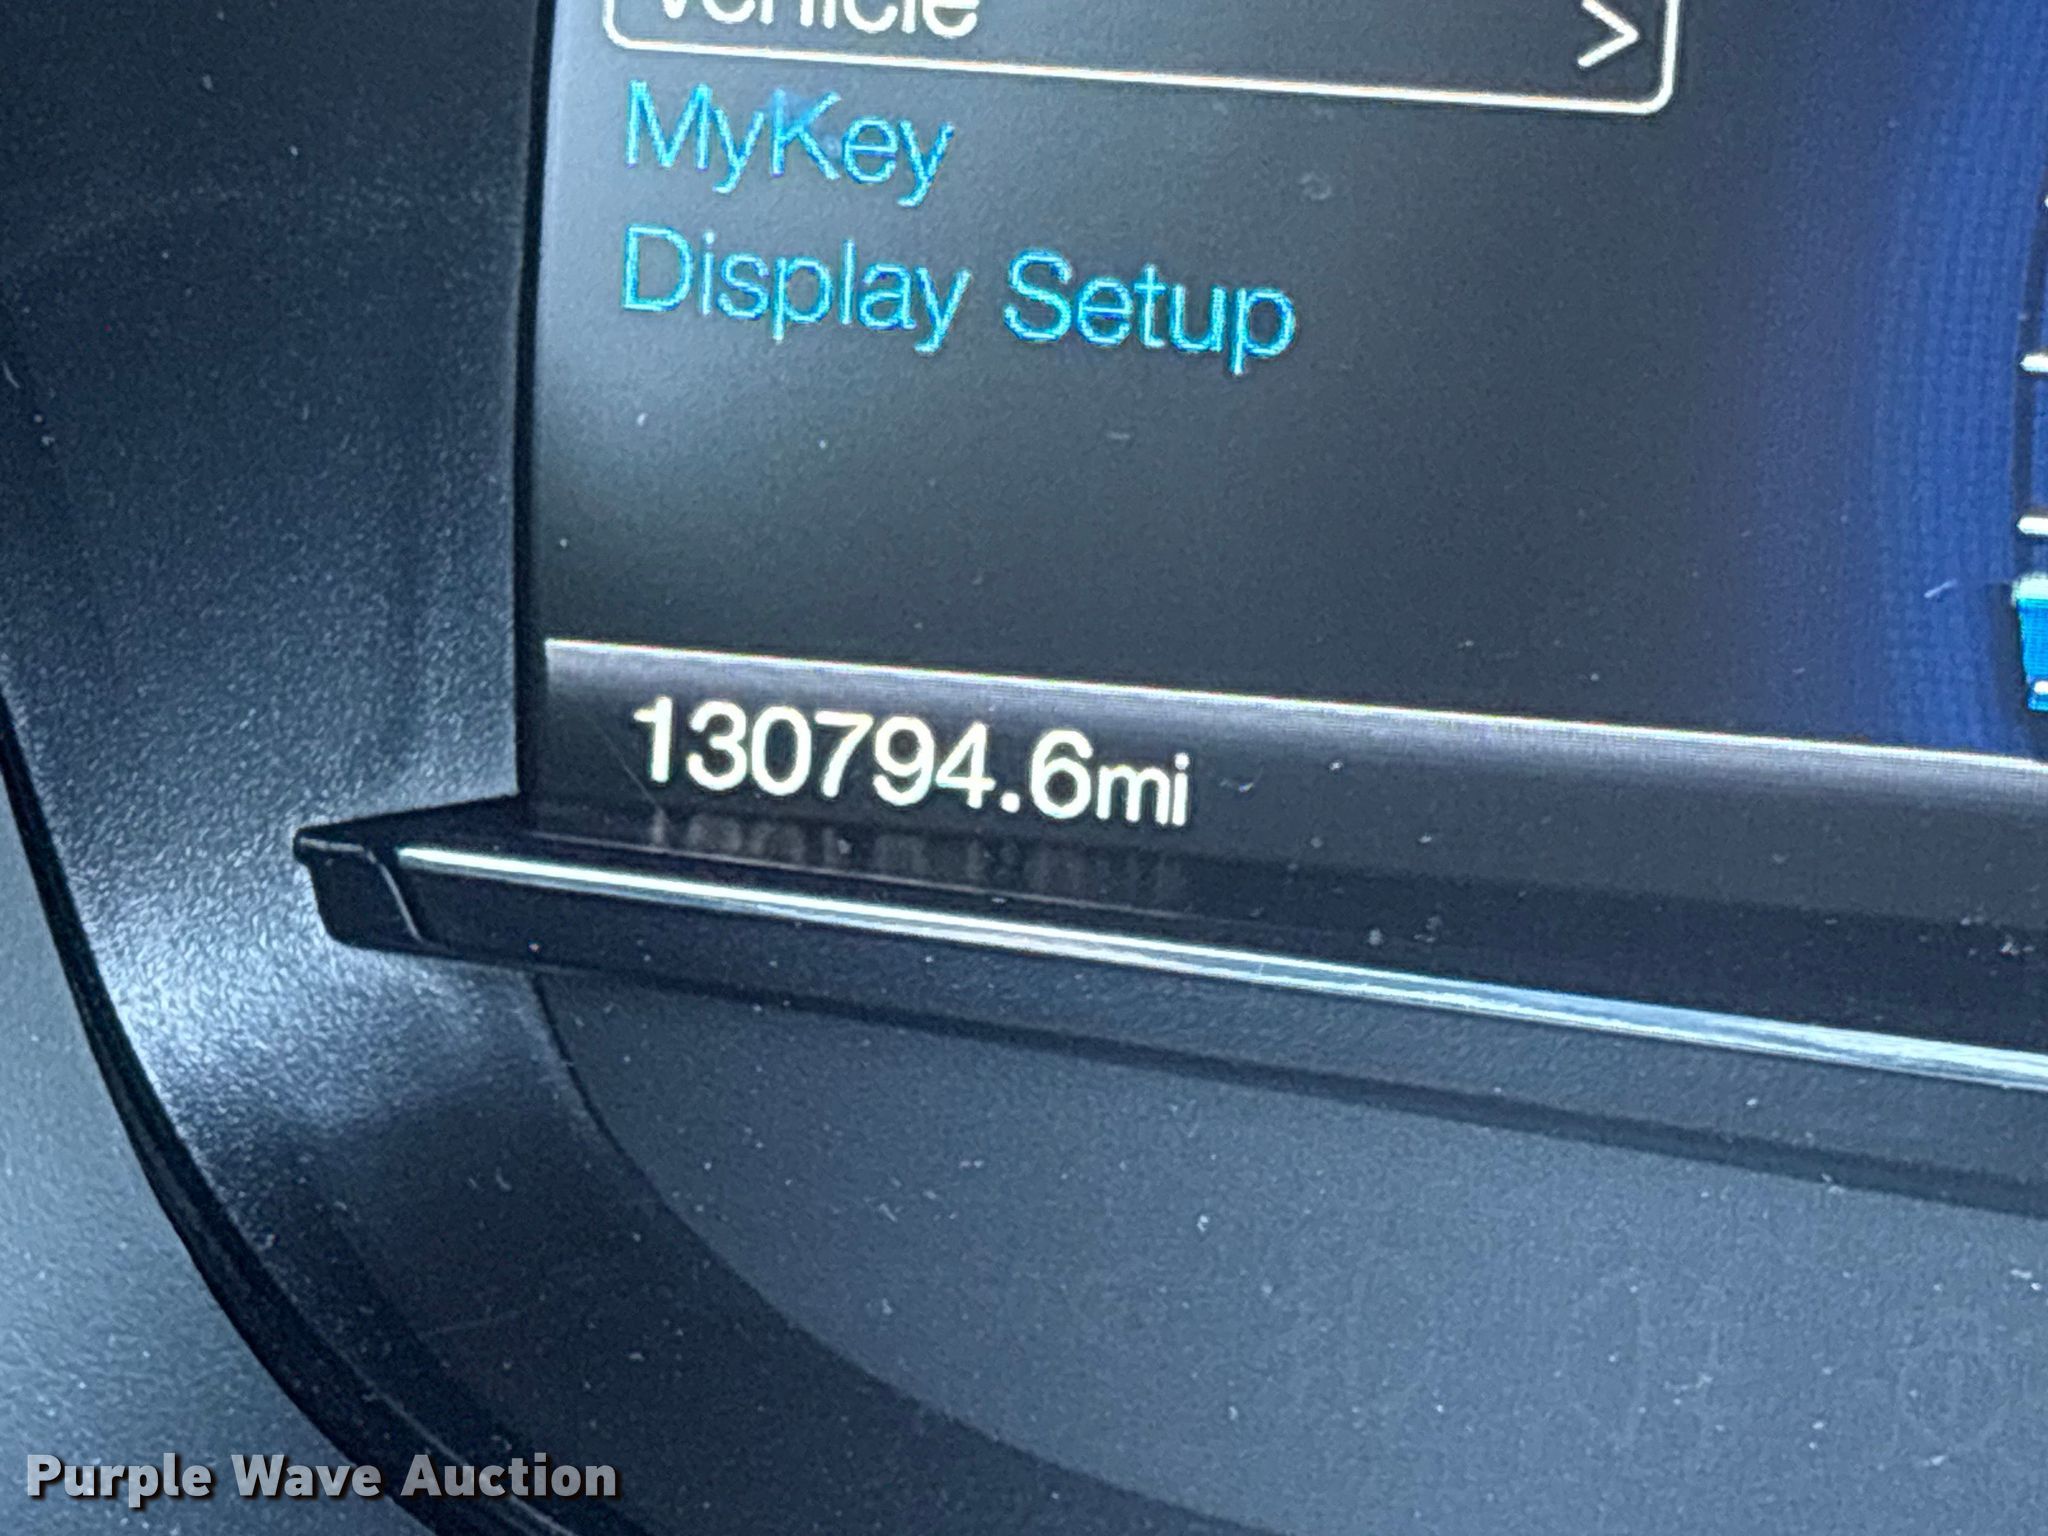 Vehicle >
MyKey
Display Setup
130794.6mi
Purple Wave Auction